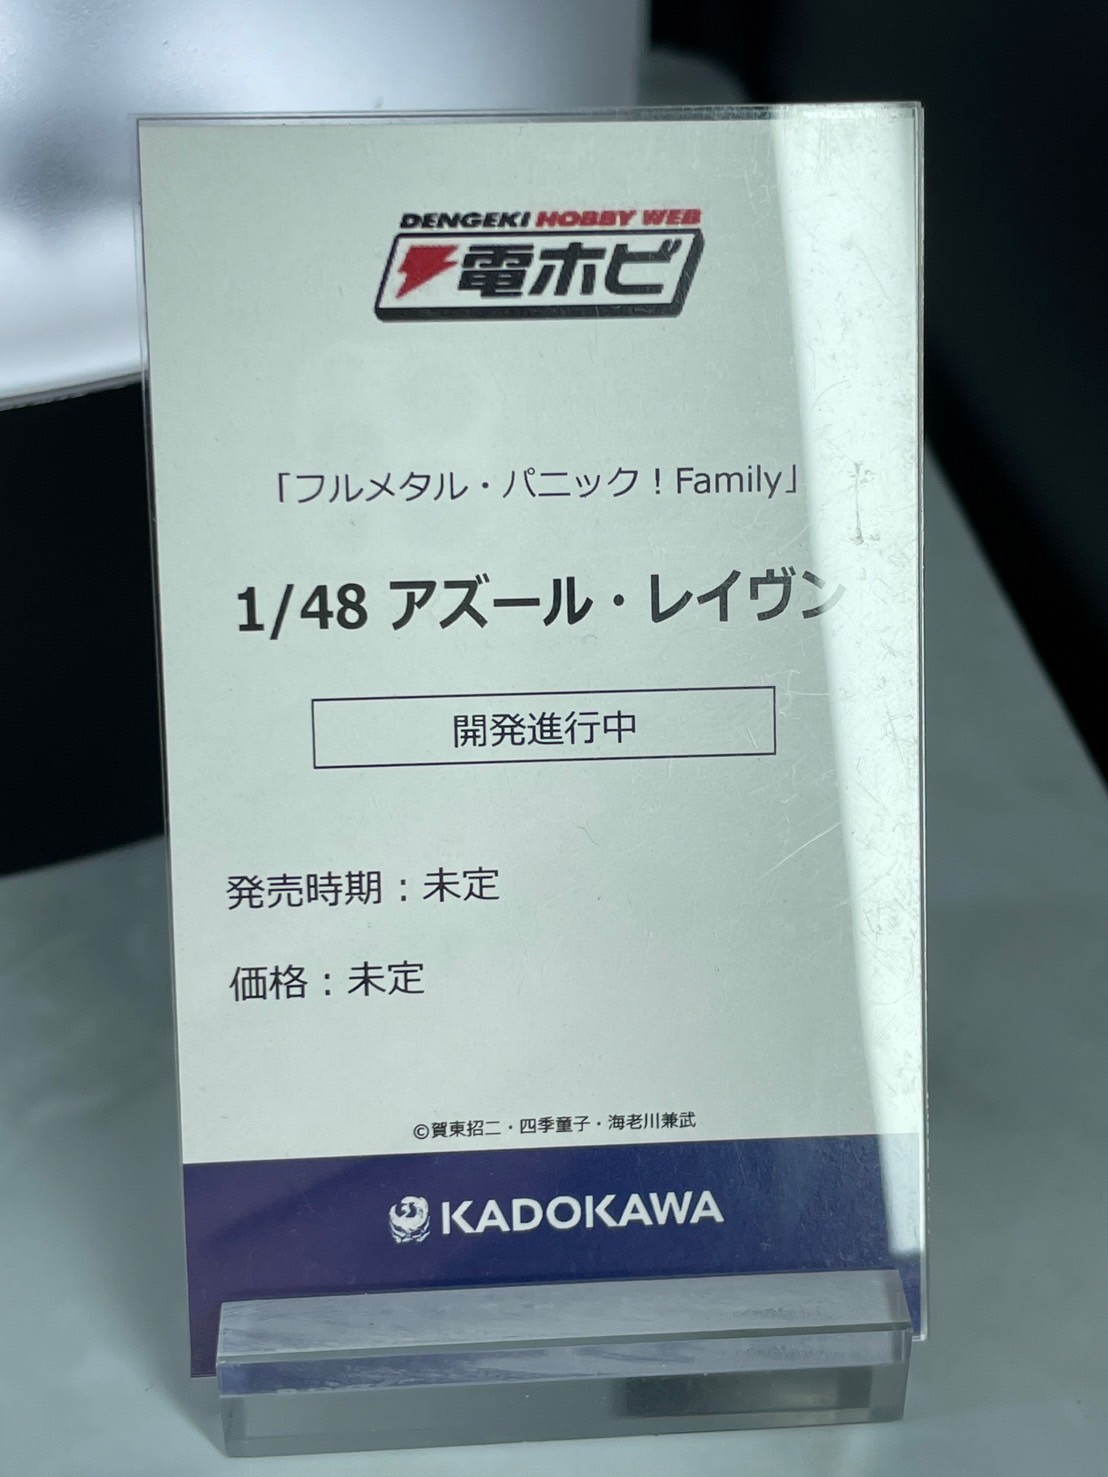 DENGEKI HOBBY WEB
電ホビ
「フルメタル・パニック！Family」
1/48 アズール・レイヴン
開発進行中
発売時期：未定
価格：未定
©賀東招二・四季童子・海老川兼武
KADOKAWA